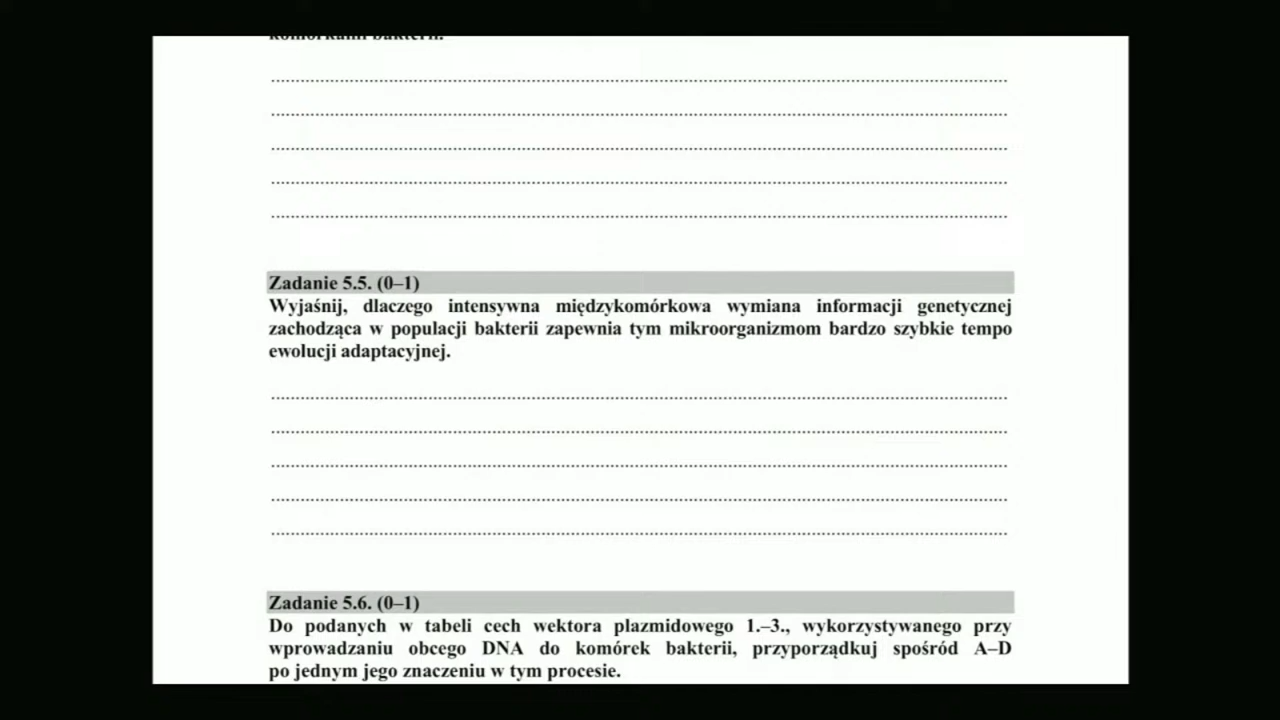 komórkami bakterii.
Zadanie 5.5. (0–1)
Wyjaśnij, dlaczego intensywna międzykomórkowa wymiana informacji genetycznej
zachodząca w populacji bakterii zapewnia tym mikroorganizmom bardzo szybkie tempo
ewolucji adaptacyjnej.
Zadanie 5.6. (0–1)
Do podanych w tabeli cech wektora plazmidowego 1.–3., wykorzystywanego przy
wprowadzaniu obcego DNA do komórek bakterii, przyporządkuj spośród A–D
po jednym jego znaczeniu w tym procesie.